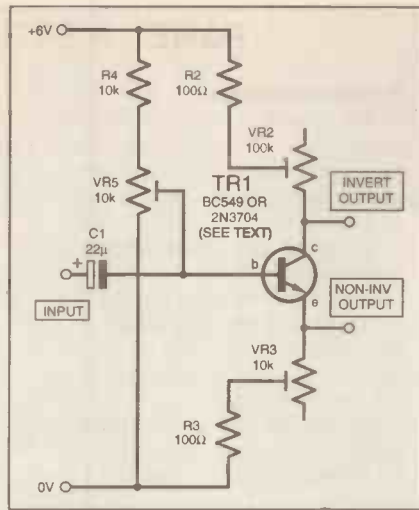 +6V
R4
10k
R2
100Ω
VR2
100k
VR5
10k
TR1
BC549 OR
2N3704
(SEE TEXT)
INVERT
OUTPUT
C1
22µ
+
b
c
e
INPUT
NON-INV
OUTPUT
VR3
10k
R3
100Ω
0V